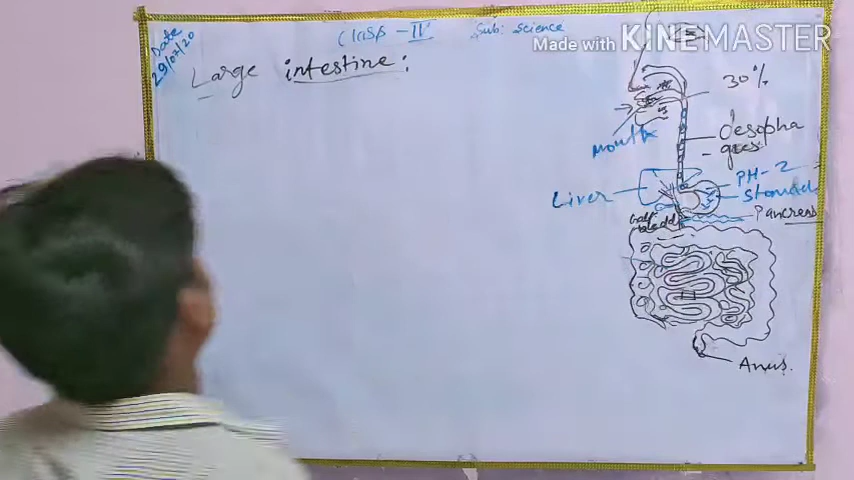 Date
29/07/20
Class - IV
Sub: Science
Made with KINEMASTER
Large intestine:
30%
Mouth
Oesopha
- gues
Liver
PH-2
Stomach
Pancreas
Gall
bladd
Anus.